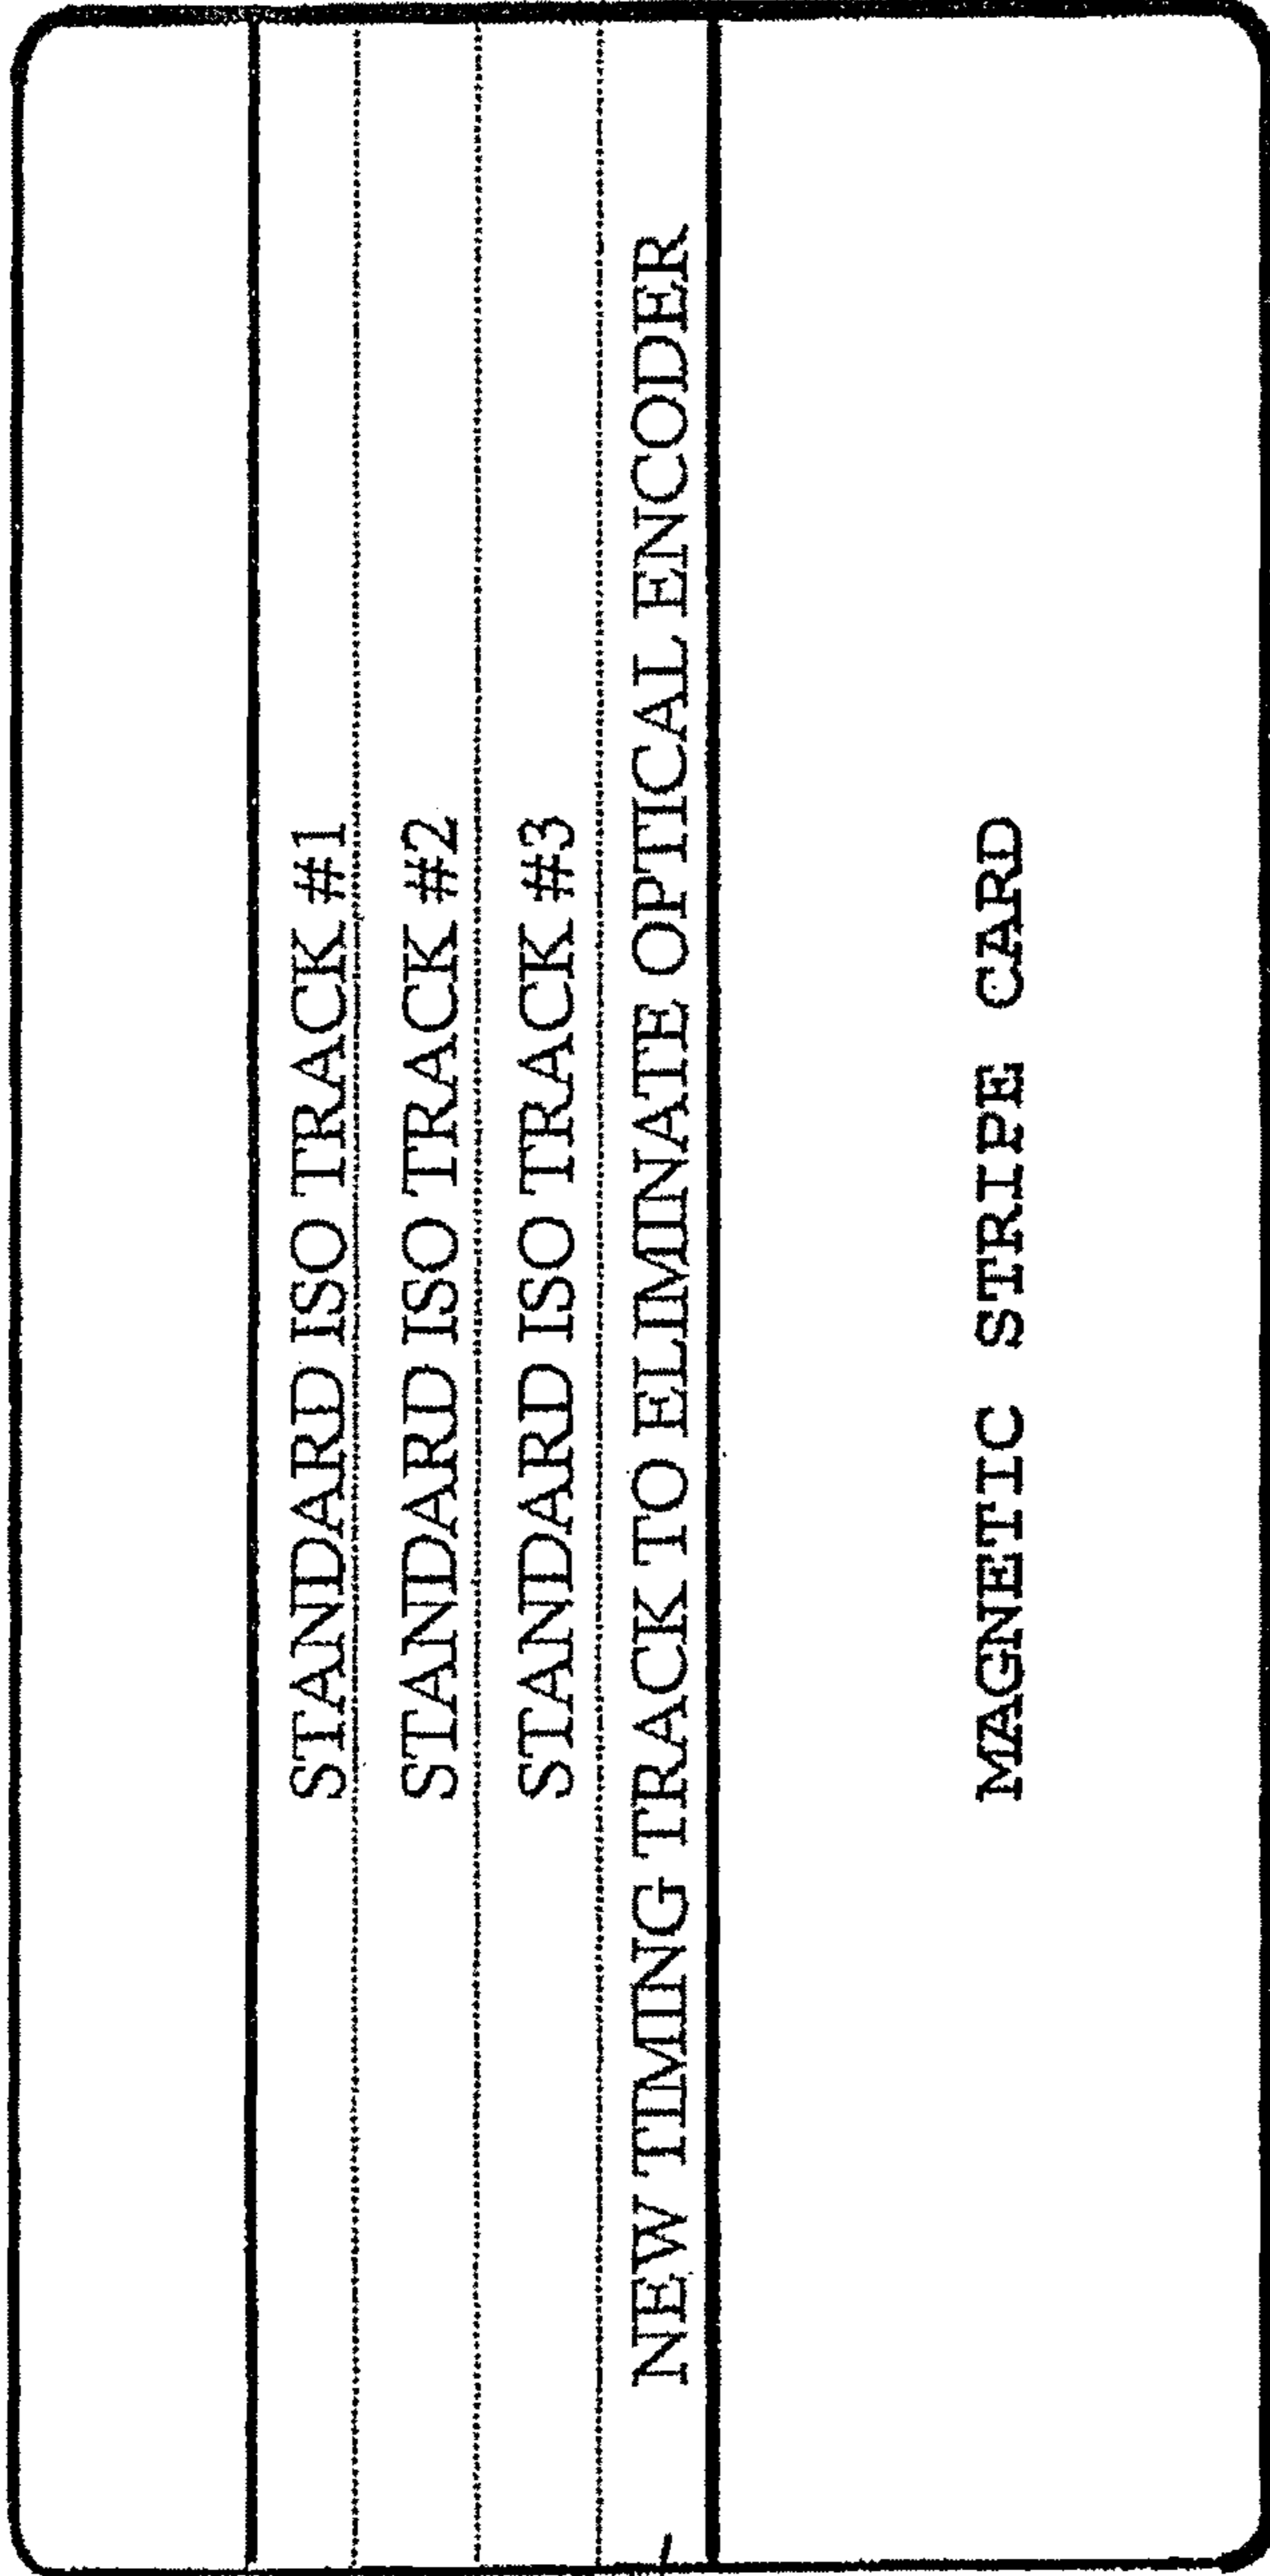 STANDARD ISO TRACK #1
STANDARD ISO TRACK #2
STANDARD ISO TRACK #3
NEW TIMING TRACK TO ELIMINATE OPTICAL ENCODER
MAGNETIC STRIPE CARD